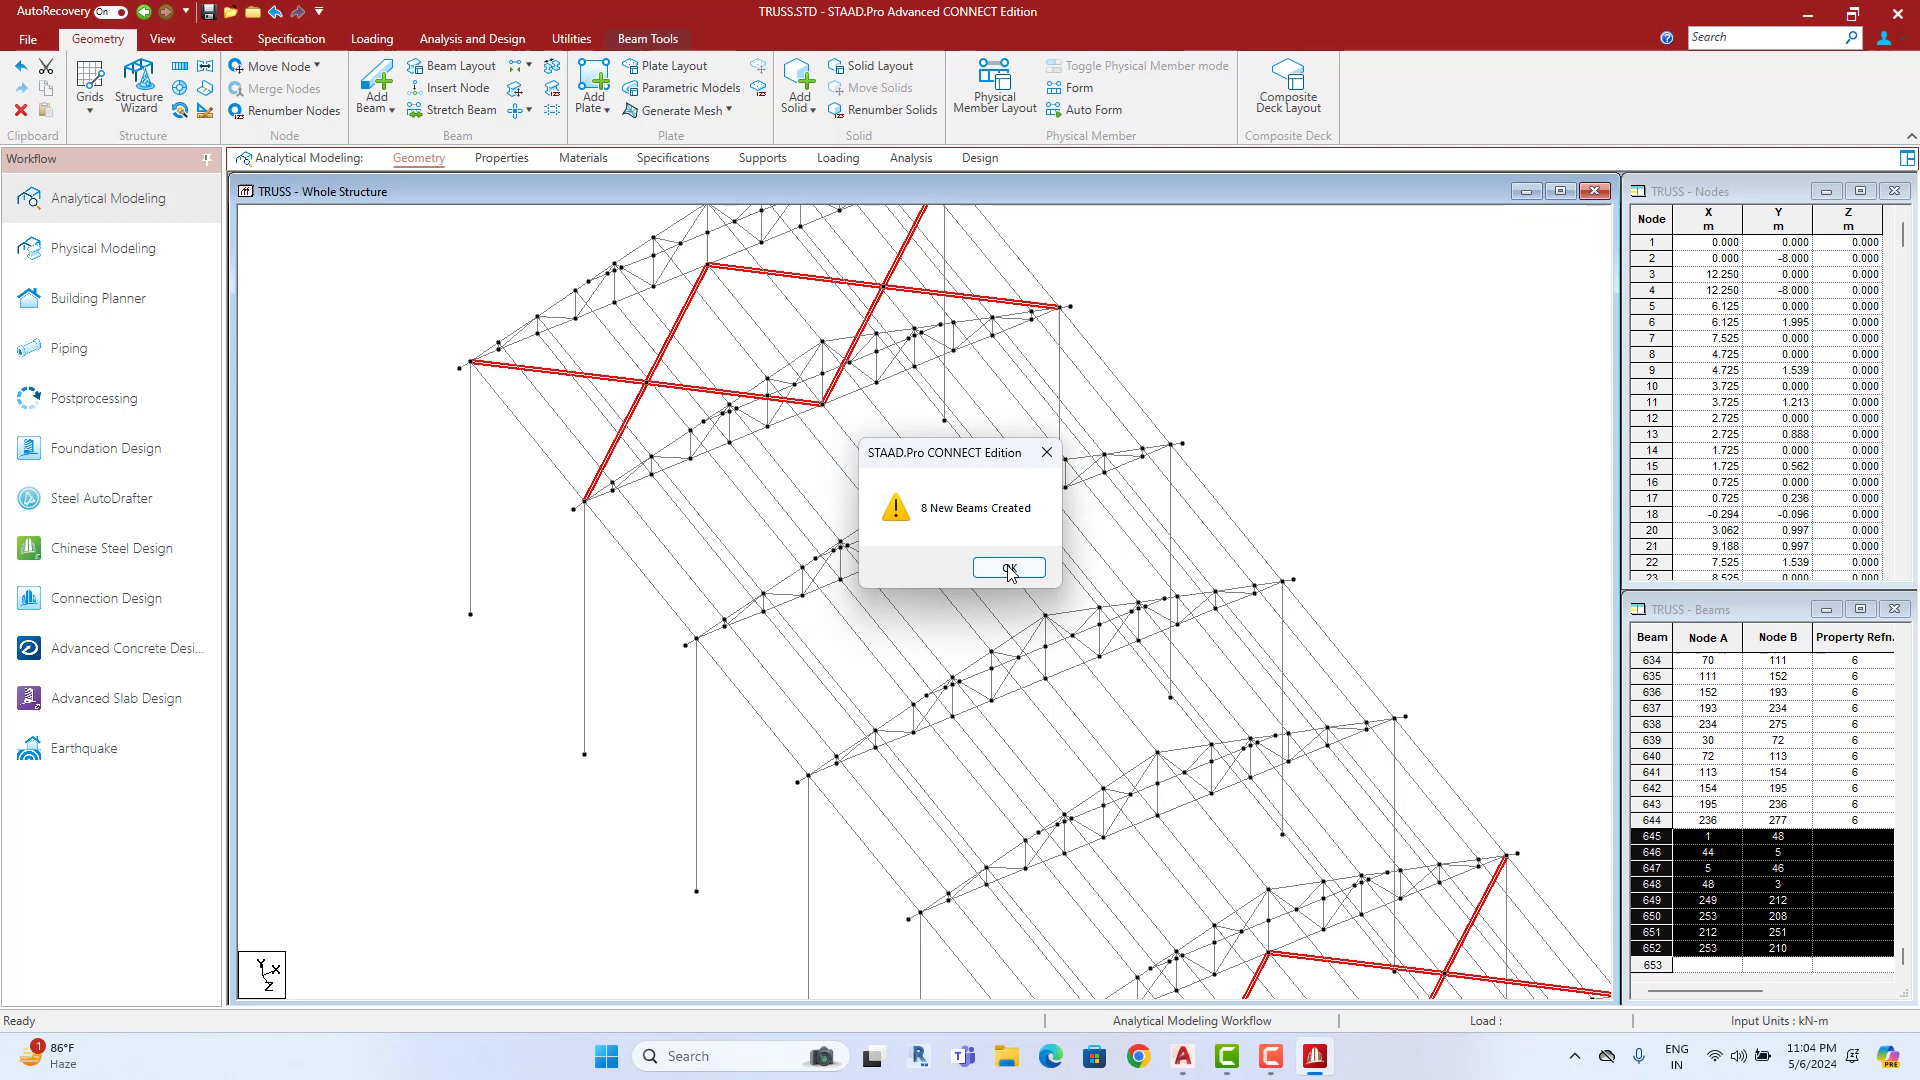 AutoRecovery On
TRUSS.STD - STAAD.Pro Advanced CONNECT Edition
File
Geometry
View
Select
Specification
Loading
Analysis and Design
Utilities
Beam Tools
Search
Clipboard
Grids
Structure Wizard
Structure
Move Node
Merge Nodes
Renumber Nodes
Node
Add Beam
Beam Layout
Insert Node
Stretch Beam
Beam
Add Plate
Plate Layout
Parametric Models
Generate Mesh
Plate
Add Solid
Solid Layout
Move Solids
Renumber Solids
Solid
Physical Member Layout
Toggle Physical Member mode
Form
Auto Form
Physical Member
Composite Deck Layout
Composite Deck
Workflow
Analytical Modeling: Geometry Properties Materials Specifications Supports Loading Analysis Design
Analytical Modeling
Physical Modeling
Building Planner
Piping
Postprocessing
Foundation Design
Steel AutoDrafter
Chinese Steel Design
Connection Design
Advanced Concrete Desi...
Advanced Slab Design
Earthquake
TRUSS - Whole Structure
Y X Z
STAAD.Pro CONNECT Edition
8 New Beams Created
OK
TRUSS - Nodes
Node X m Y m Z m
1 0.000 0.000 0.000
2 0.000 -8.000 0.000
3 12.250 0.000 0.000
4 12.250 -8.000 0.000
5 6.125 0.000 0.000
6 6.125 1.995 0.000
7 7.525 0.000 0.000
8 4.725 0.000 0.000
9 4.725 1.539 0.000
10 3.725 0.000 0.000
11 3.725 1.213 0.000
12 2.725 0.000 0.000
13 2.725 0.888 0.000
14 1.725 0.000 0.000
15 1.725 0.562 0.000
16 0.725 0.000 0.000
17 0.725 0.236 0.000
18 -0.294 -0.096 0.000
20 3.062 0.997 0.000
21 9.188 0.997 0.000
22 7.525 1.539 0.000
23 8.525 0.000 0.000
TRUSS - Beams
Beam Node A Node B Property Refn.
634 70 111 6
635 111 152 6
636 152 193 6
637 193 234 6
638 234 275 6
639 30 72 6
640 72 113 6
641 113 154 6
642 154 195 6
643 195 236 6
644 236 277 6
645 1 48
646 44 5
647 5 46
648 48 3
649 249 212
650 253 208
651 212 251
652 253 210
653
Ready
Analytical Modeling Workflow
Load :
Input Units : kN-m
1
86°F
Haze
Search
ENG
IN
11:04 PM
5/6/2024
PRE